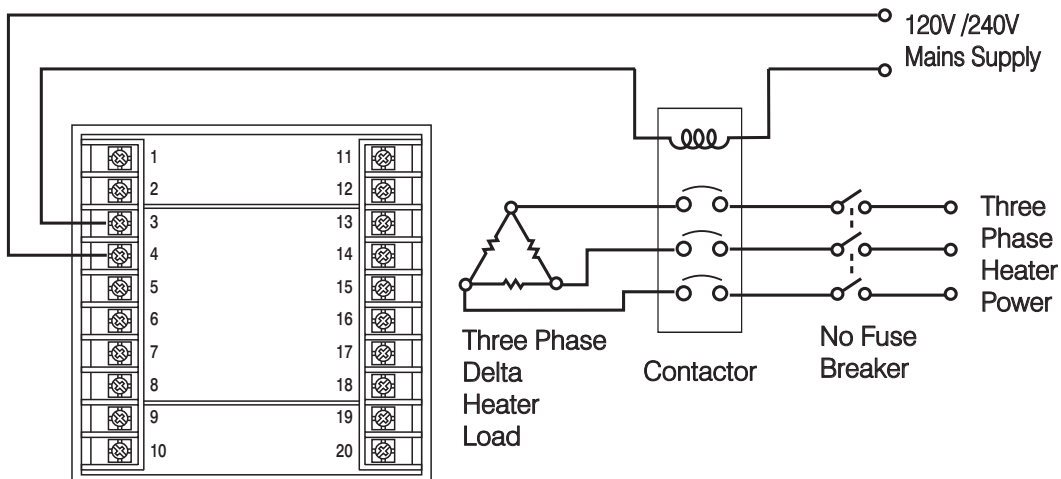 120V /240V
Mains Supply
1
2
3
4
5
6
7
8
9
10
11
12
13
14
15
16
17
18
19
20
Three Phase
Delta
Heater
Load
Contactor
No Fuse
Breaker
Three
Phase
Heater
Power